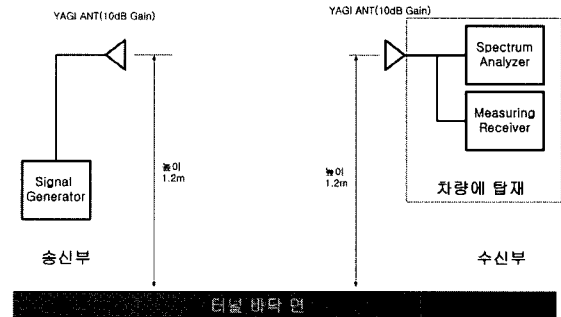 YAGI ANT(10dB Gain)
YAGI ANT(10dB Gain)
Spectrum
Analyzer
Measuring
Receiver
높이
1.2m
높이
1.2m
Signal
Generator
차량에 탑재
송신부
수신부
터널 바닥 면